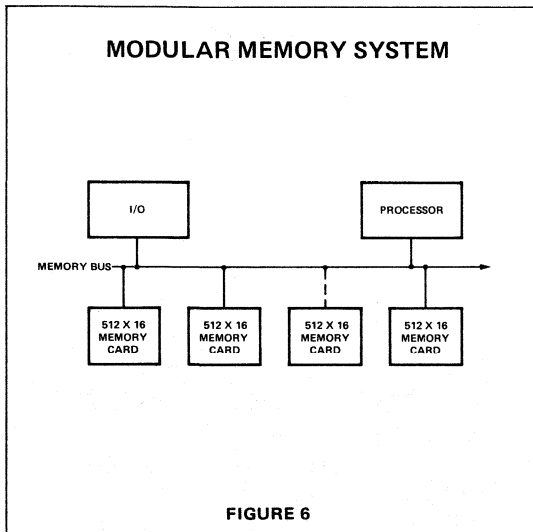 MODULAR MEMORY SYSTEM
I/O
PROCESSOR
MEMORY BUS
512 X 16
MEMORY
CARD
512 X 16
MEMORY
CARD
512 X 16
MEMORY
CARD
512 X 16
MEMORY
CARD
FIGURE 6